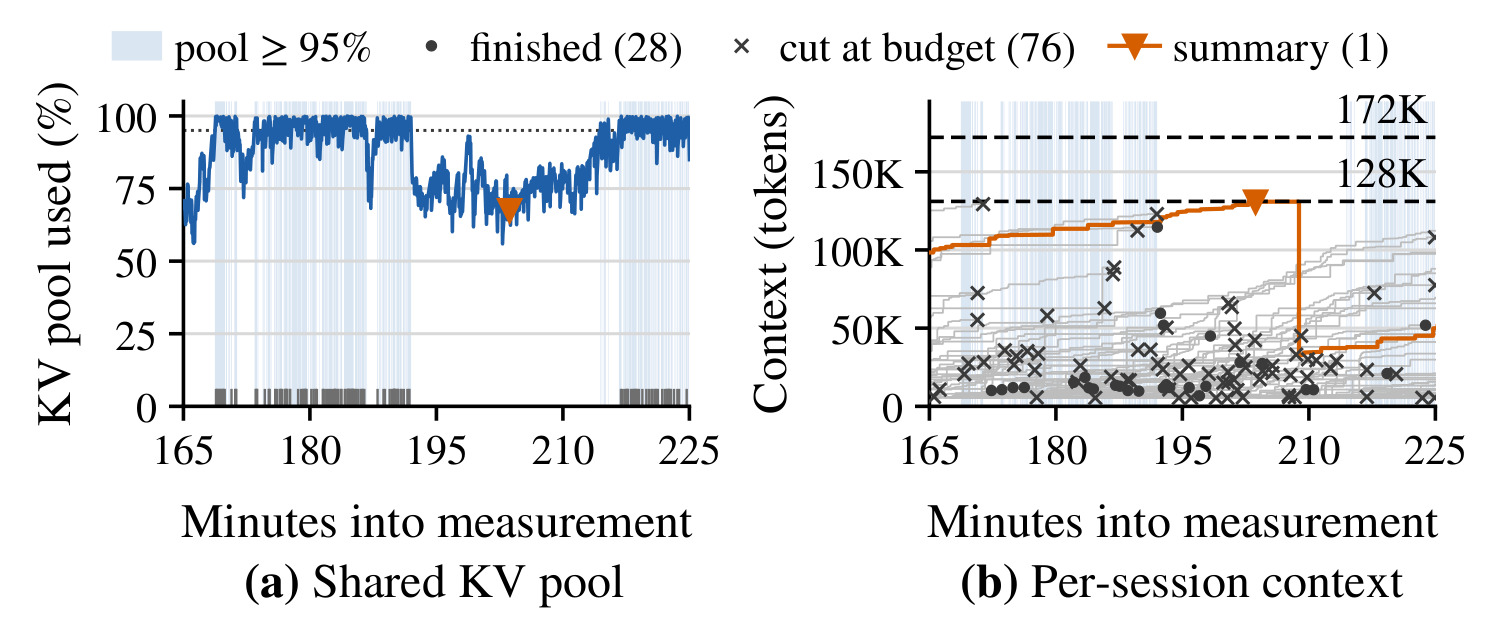 pool ≥ 95% finished (28) cut at budget (76) summary (1)
KV pool used (%)
100
75
50
25
0
165 180 195 210 225
Minutes into measurement
(a) Shared KV pool
Context (tokens)
172K
150K
128K
100K
50K
0
165 180 195 210 225
Minutes into measurement
(b) Per-session context